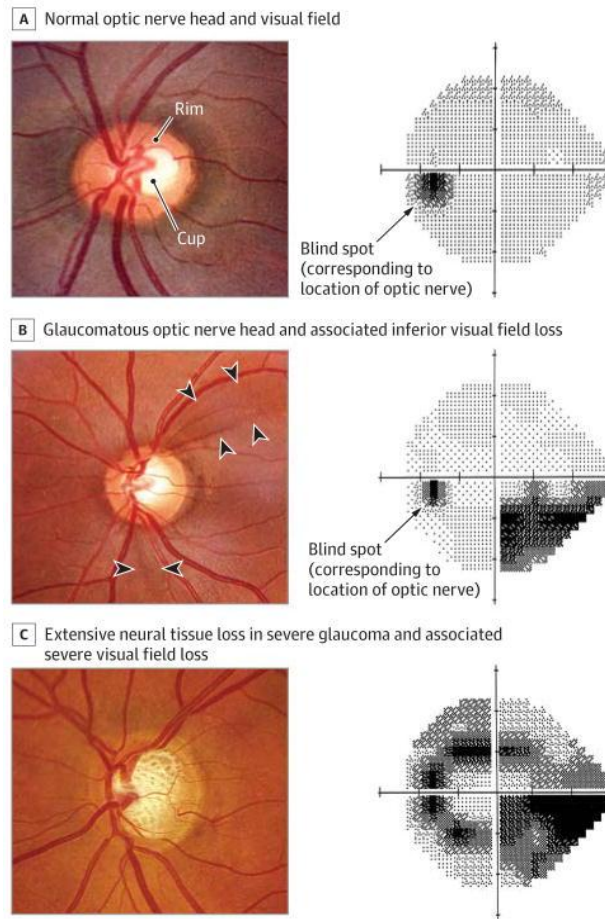 A Normal optic nerve head and visual field
Rim
Cup
Blind spot
(corresponding to
location of optic nerve)
B Glaucomatous optic nerve head and associated inferior visual field loss
Blind spot
(corresponding to
location of optic nerve)
C Extensive neural tissue loss in severe glaucoma and associated
severe visual field loss